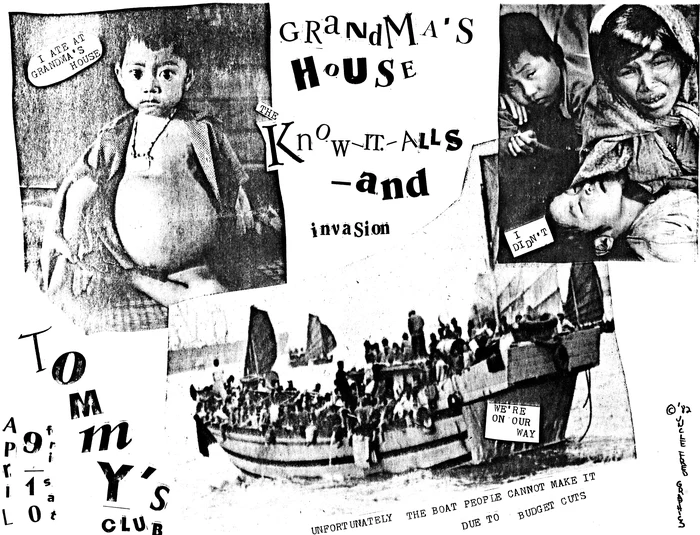 GRaNdMA'S
HOUSE
THE
KnOW-IT-ALLS
-and
invasion
I ATE AT
GRANDMA'S
HOUSE
I
DIDN'T
WE'RE
ON OUR
WAY
TOMmY'S
CLUB
APriL
9 fri
10 sat
UNFORTUNATELY THE BOAT PEOPLE CANNOT MAKE IT
DUE TO BUDGET CUTS
© '82